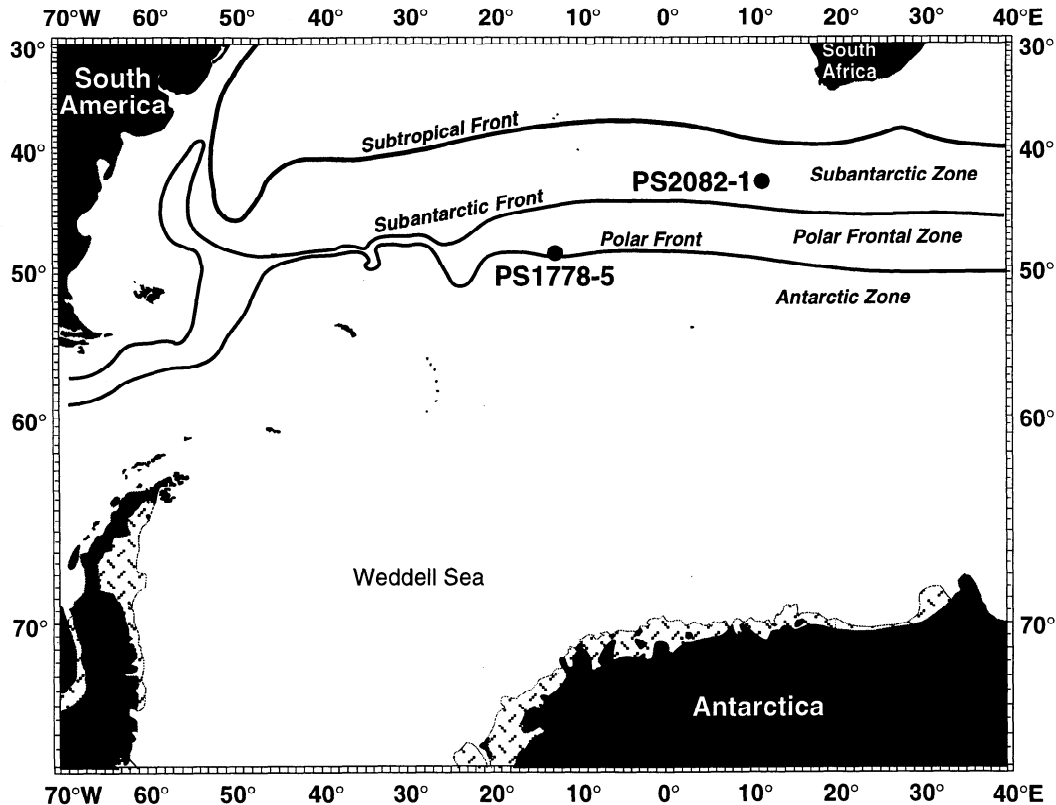 70°W 60° 50° 40° 30° 20° 10° 0° 10° 20° 30° 40°E
30° 30°
South
America
South
Africa
Subtropical Front
40° 40°
PS2082-1
Subantarctic Zone
Subantarctic Front
Polar Front
Polar Frontal Zone
50° 50°
PS1778-5
Antarctic Zone
60° 60°
Weddell Sea
70° 70°
Antarctica
70°W 60° 50° 40° 30° 20° 10° 0° 10° 20° 30° 40°E